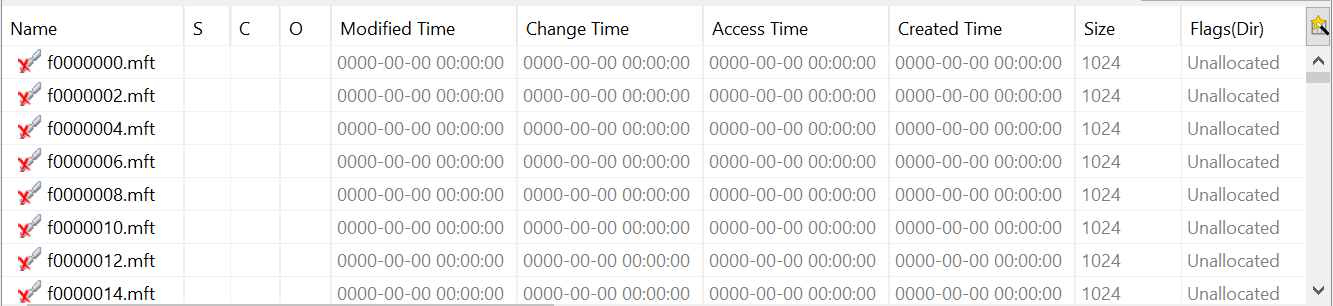 Name S C O Modified Time Change Time Access Time Created Time Size Flags(Dir)
f0000000.mft 0000-00-00 00:00:00 0000-00-00 00:00:00 0000-00-00 00:00:00 0000-00-00 00:00:00 1024 Unallocated
f0000002.mft 0000-00-00 00:00:00 0000-00-00 00:00:00 0000-00-00 00:00:00 0000-00-00 00:00:00 1024 Unallocated
f0000004.mft 0000-00-00 00:00:00 0000-00-00 00:00:00 0000-00-00 00:00:00 0000-00-00 00:00:00 1024 Unallocated
f0000006.mft 0000-00-00 00:00:00 0000-00-00 00:00:00 0000-00-00 00:00:00 0000-00-00 00:00:00 1024 Unallocated
f0000008.mft 0000-00-00 00:00:00 0000-00-00 00:00:00 0000-00-00 00:00:00 0000-00-00 00:00:00 1024 Unallocated
f0000010.mft 0000-00-00 00:00:00 0000-00-00 00:00:00 0000-00-00 00:00:00 0000-00-00 00:00:00 1024 Unallocated
f0000012.mft 0000-00-00 00:00:00 0000-00-00 00:00:00 0000-00-00 00:00:00 0000-00-00 00:00:00 1024 Unallocated
f0000014.mft 0000-00-00 00:00:00 0000-00-00 00:00:00 0000-00-00 00:00:00 0000-00-00 00:00:00 1024 Unallocated